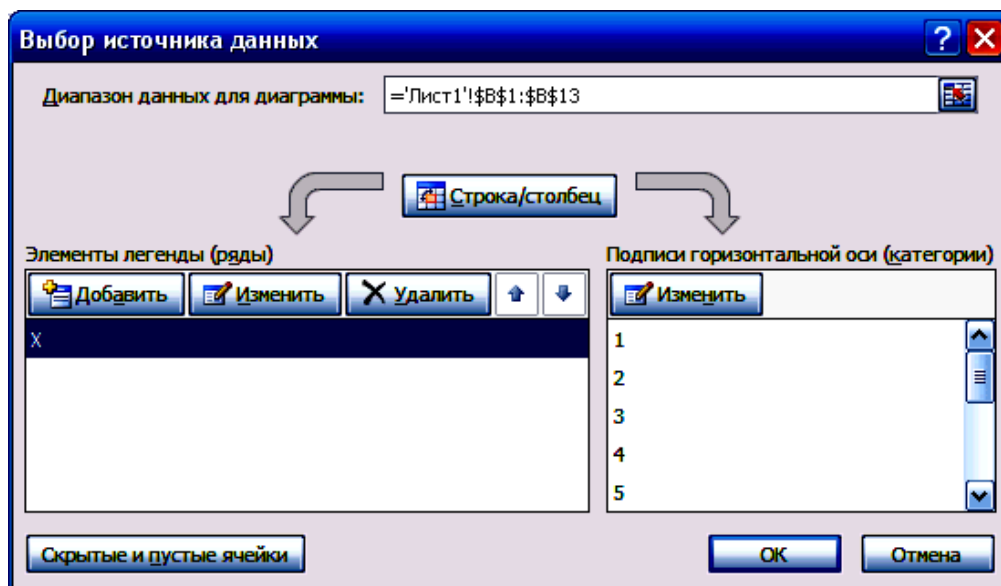 Выбор источника данных
Диапазон данных для диаграммы: ='Лист1'!$B$1:$B$13
Строка/столбец
Элементы легенды (ряды)
Подписи горизонтальной оси (категории)
Добавить Изменить Удалить
Изменить
X
1
2
3
4
5
Скрытые и пустые ячейки
ОК Отмена